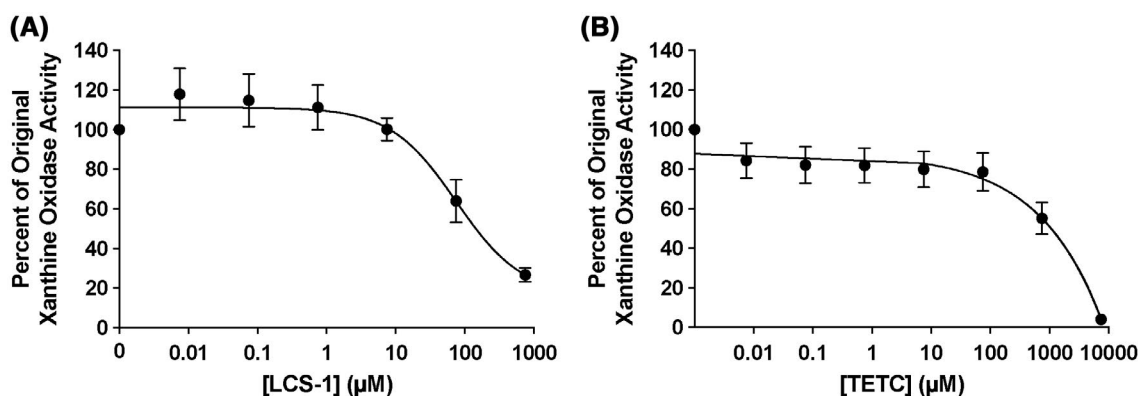 (A)
140
120
100
80
60
40
20
0
Percent of Original
Xanthine Oxidase Activity
0 0.01 0.1 1 10 100 1000
[LCS-1] (µM)
(B)
140
120
100
80
60
40
20
0
Percent of Original
Xanthine Oxidase Activity
0.01 0.1 1 10 100 1000 10000
[TETC] (µM)